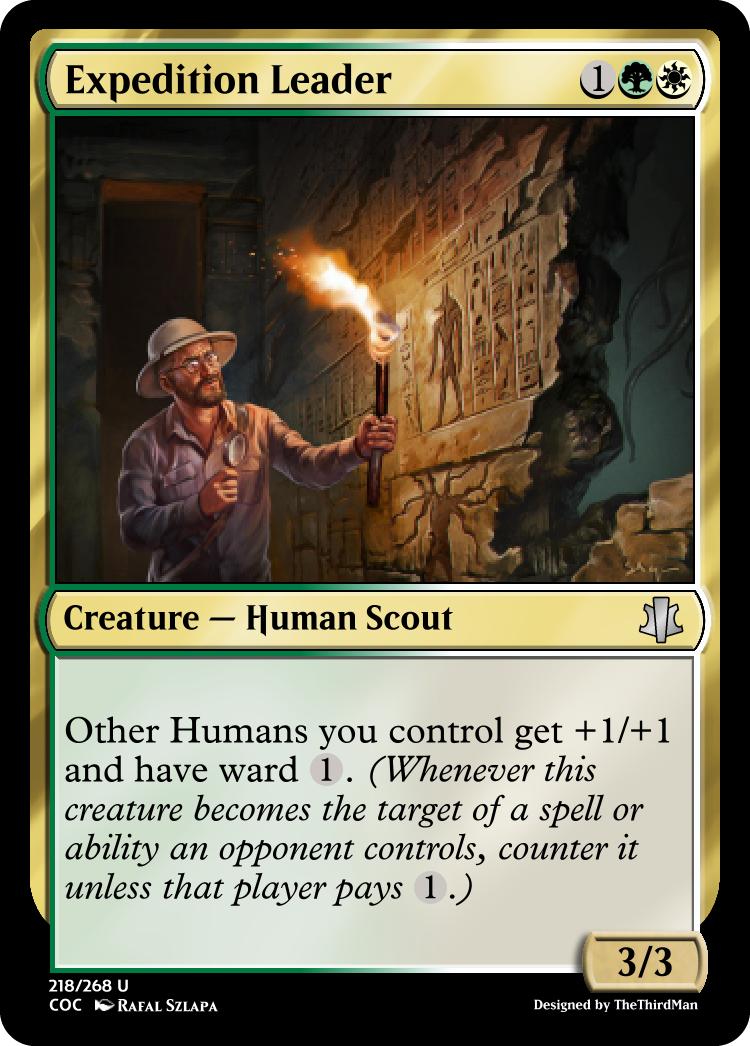 Expedition Leader 1
Creature — Human Scout
Other Humans you control get +1/+1
and have ward 1. (Whenever this
creature becomes the target of a spell or
ability an opponent controls, counter it
unless that player pays 1.)
3/3
218/268 U
COC RAFAL SZLAPA
Designed by TheThirdMan